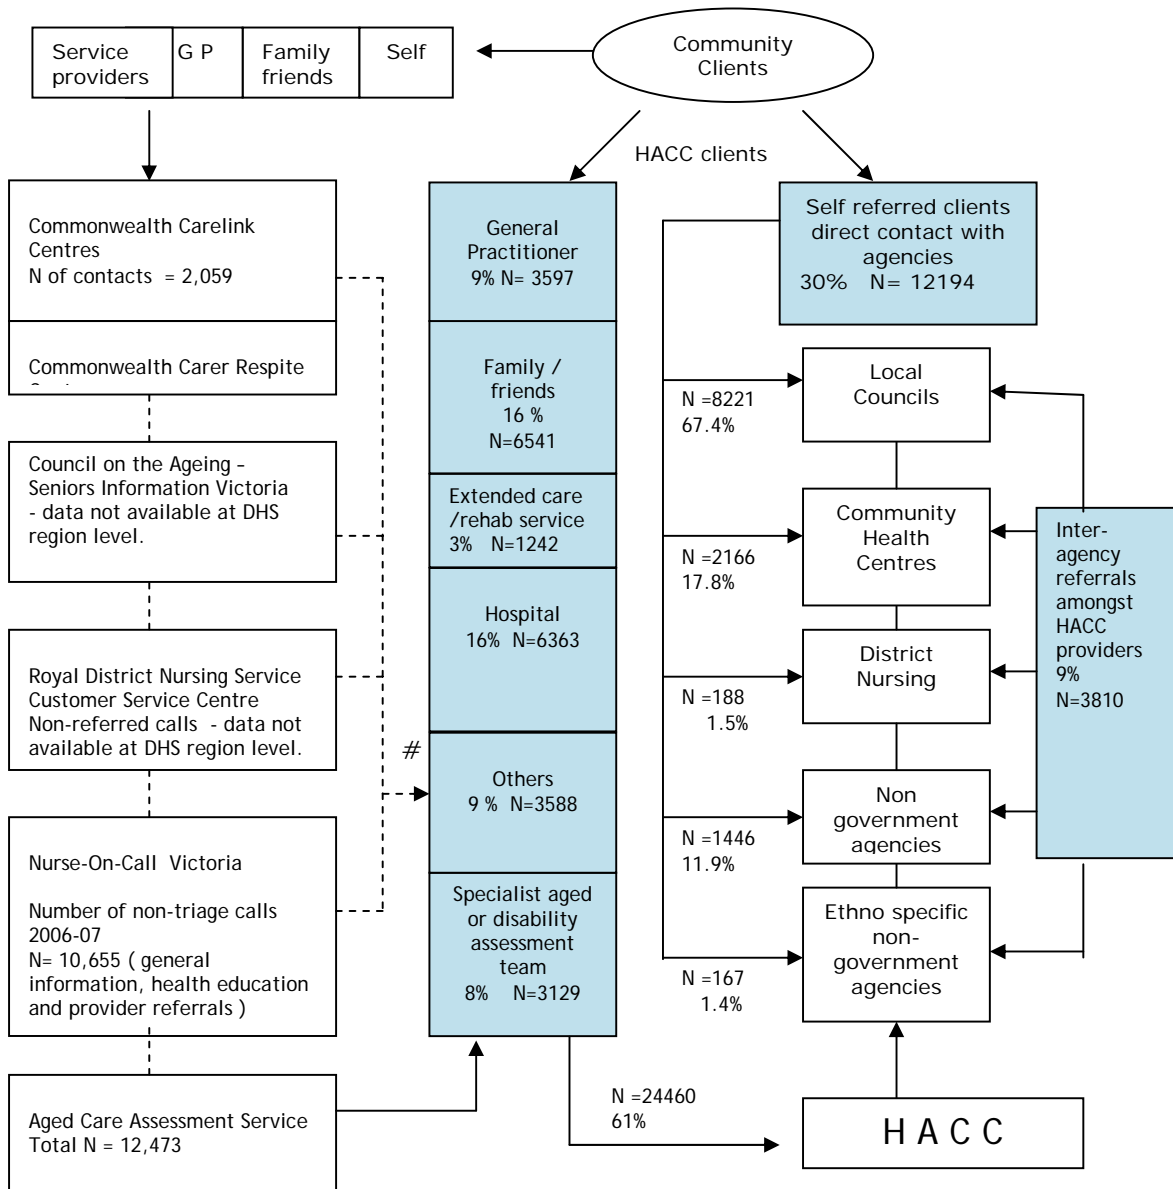 Service
providers
G P
Family
friends
Self
Community
Clients
HACC clients
Commonwealth Carelink
Centres
N of contacts = 2,059
Commonwealth Carer Respite
Council on the Ageing –
Seniors Information Victoria
- data not available at DHS
region level.
Royal District Nursing Service
Customer Service Centre
Non-referred calls - data not
available at DHS region level.
Nurse-On-Call Victoria
Number of non-triage calls
2006-07
N= 10,655 ( general
information, health education
and provider referrals )
Aged Care Assessment Service
Total N = 12,473
#
General
Practitioner
9% N= 3597
Family /
friends
16 %
N=6541
Extended care
/rehab service
3% N=1242
Hospital
16% N=6363
Others
9 % N=3588
Specialist aged
or disability
assessment
team
8% N=3129
Self referred clients
direct contact with
agencies
30% N= 12194
N =8221
67.4%
Local
Councils
N =2166
17.8%
Community
Health
Centres
N =188
1.5%
District
Nursing
N =1446
11.9%
Non
government
agencies
N =167
1.4%
Ethno specific
non-
government
agencies
Inter-
agency
referrals
amongst
HACC
providers
9%
N=3810
N =24460
61%
H A C C